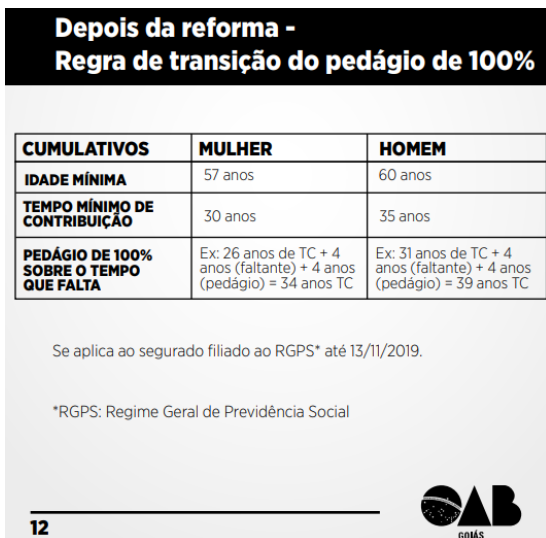 Depois da reforma -
Regra de transição do pedágio de 100%
CUMULATIVOS MULHER HOMEM
IDADE MÍNIMA 57 anos 60 anos
TEMPO MÍNIMO DE
CONTRIBUIÇÃO 30 anos 35 anos
PEDÁGIO DE 100%
SOBRE O TEMPO
QUE FALTA
Ex: 26 anos de TC + 4
anos (faltante) + 4 anos
(pedágio) = 34 anos TC
Ex: 31 anos de TC + 4
anos (faltante) + 4 anos
(pedágio) = 39 anos TC
Se aplica ao segurado filiado ao RGPS* até 13/11/2019.
*RGPS: Regime Geral de Previdência Social
12
OAB
GOIÁS